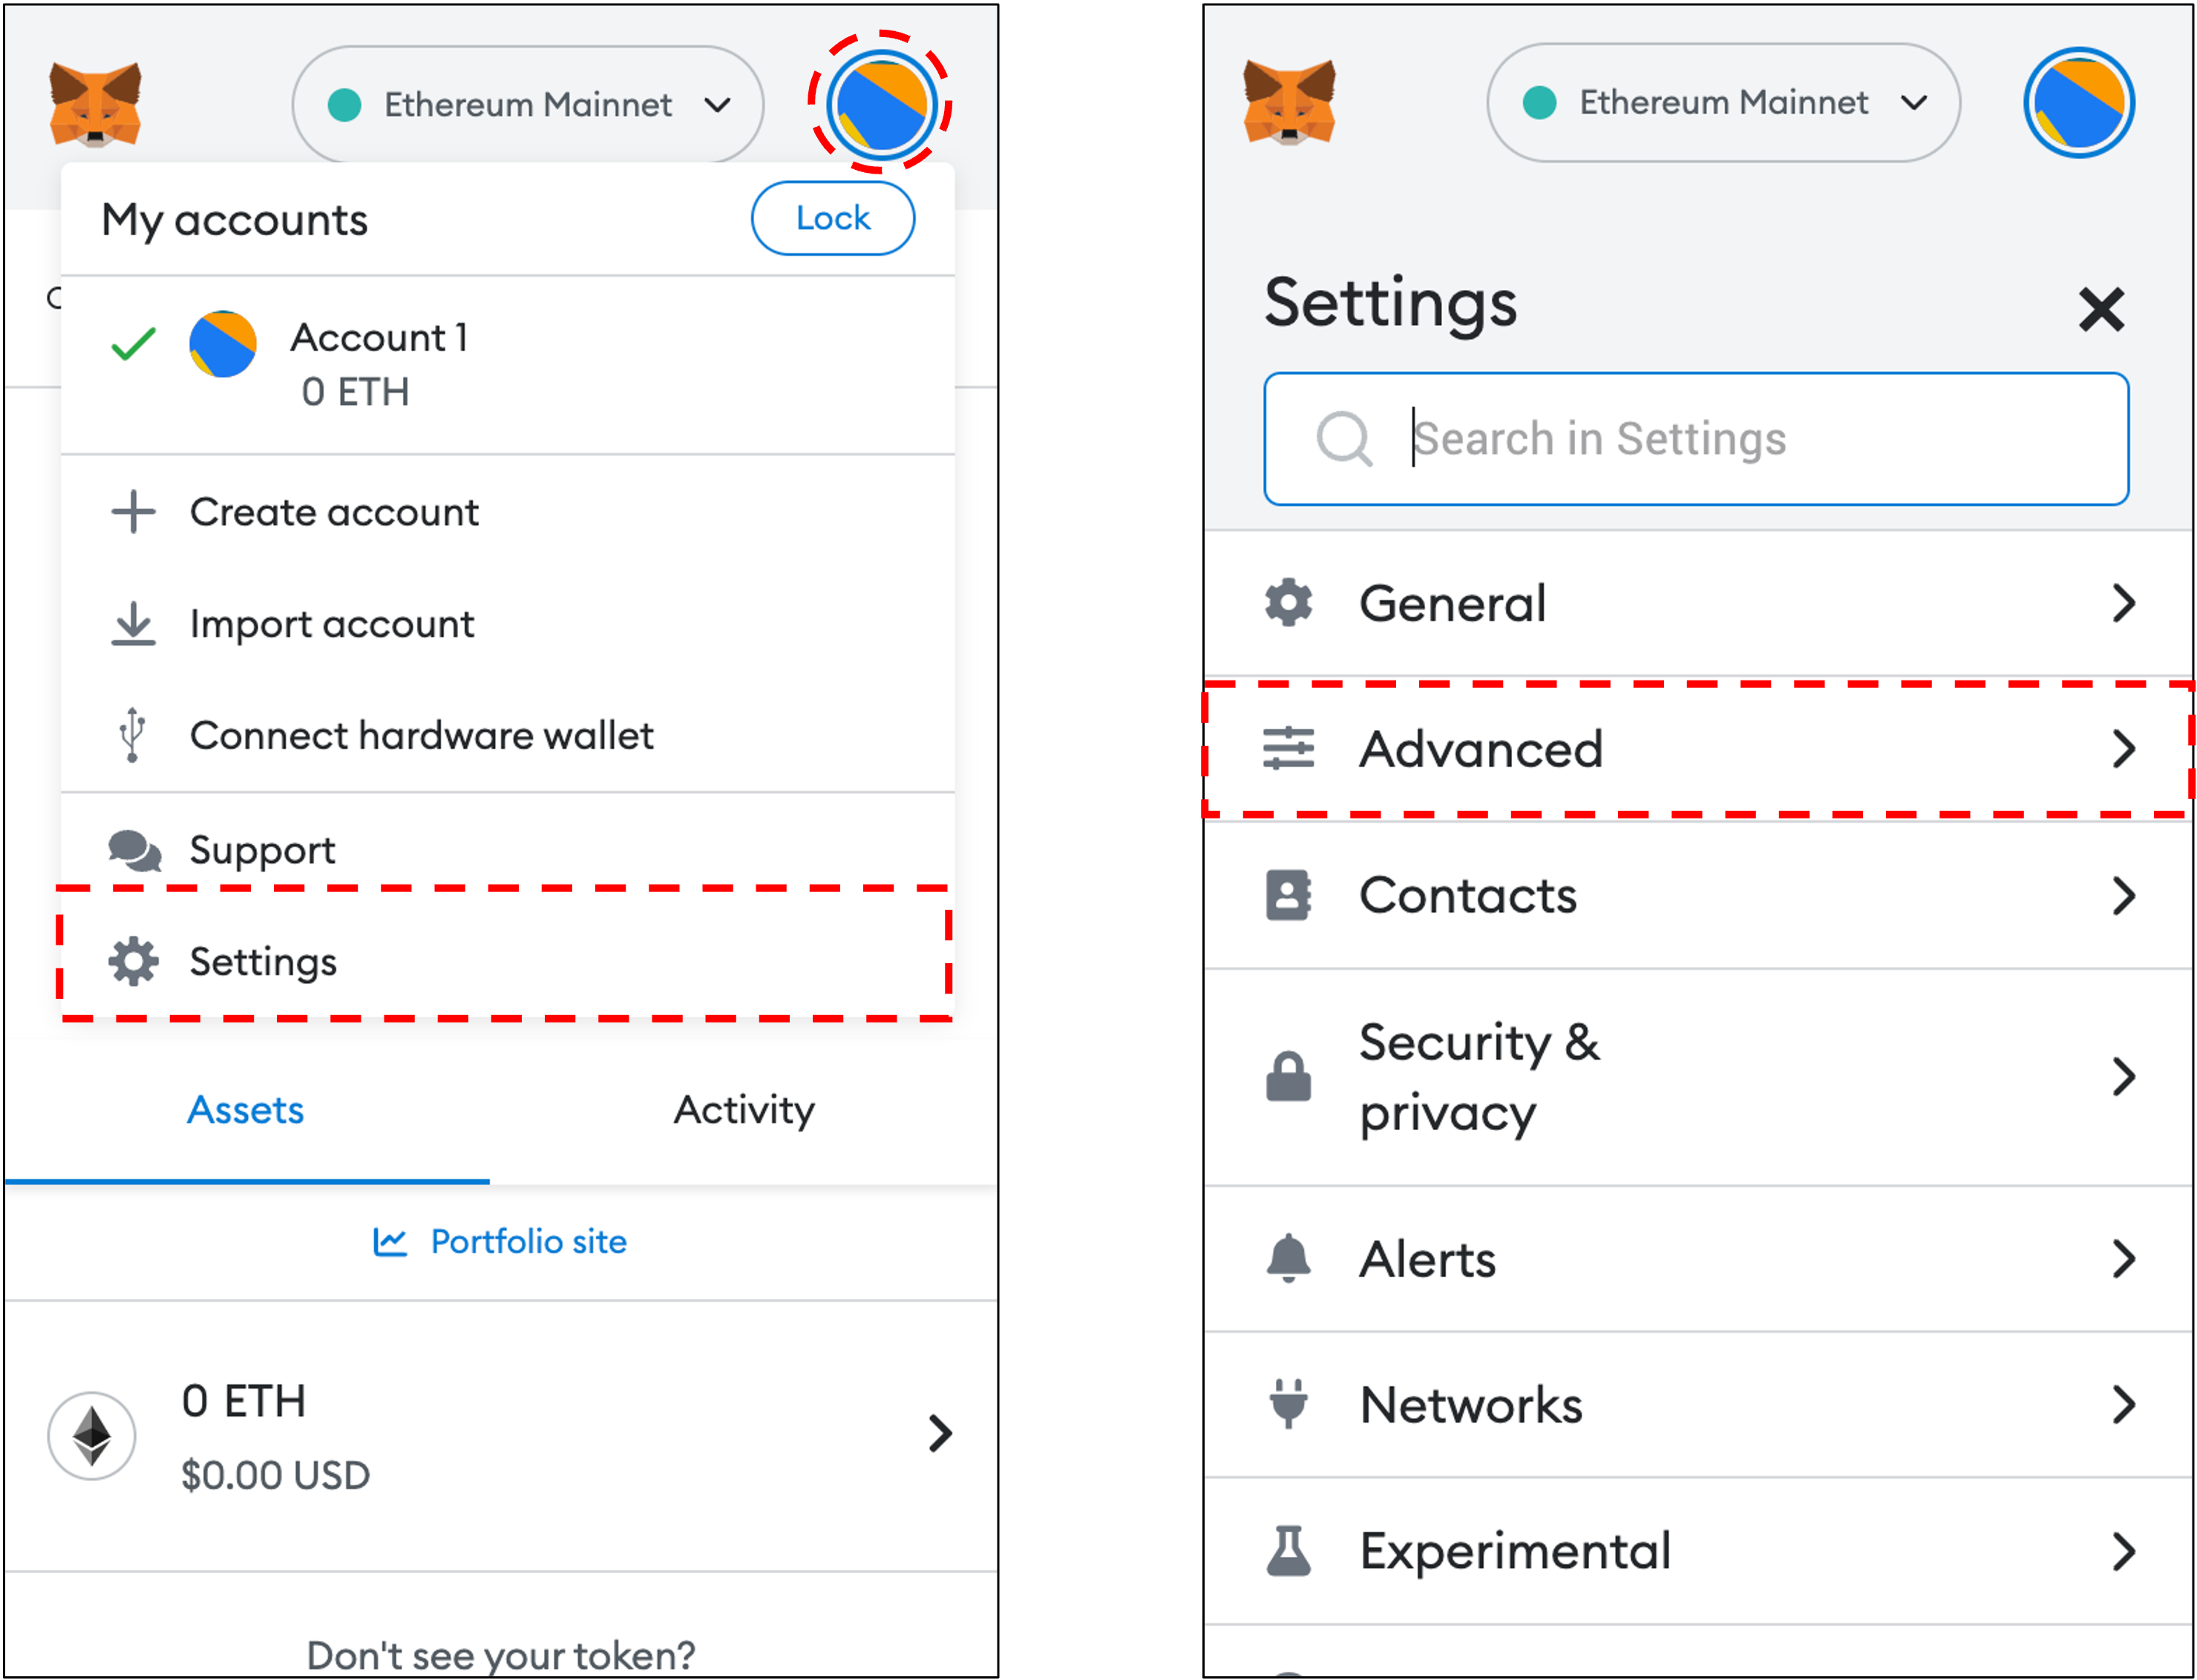 Ethereum Mainnet
My accounts
Lock
Account 1
0 ETH
Create account
Import account
Connect hardware wallet
Support
Settings
Assets
Activity
Portfolio site
0 ETH
$0.00 USD
Don't see your token?
Ethereum Mainnet
Settings
Search in Settings
General
Advanced
Contacts
Security &
privacy
Alerts
Networks
Experimental